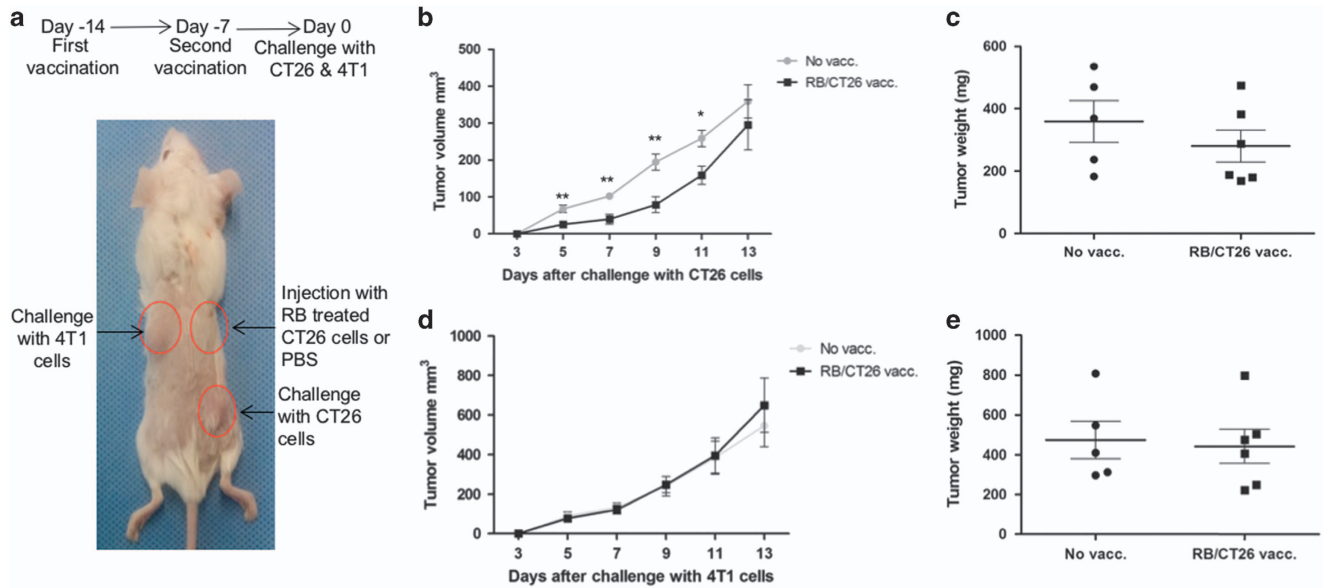 a
Day -14
First
vaccination
Day -7
Second
vaccination
Day 0
Challenge with
CT26 & 4T1
Challenge
with 4T1
cells
Injection with
RB treated
CT26 cells or
PBS
Challenge
with CT26
cells
b
Tumor volume mm³
500
400
300
200
100
0
No vacc.
RB/CT26 vacc.
**
**
**
*
3 5 7 9 11 13
Days after challenge with CT26 cells
c
Tumor weight (mg)
600
400
200
0
No vacc. RB/CT26 vacc.
d
Tumor volume mm³
1000
800
600
400
200
0
No vacc.
RB/CT26 vacc.
3 5 7 9 11 13
Days after challenge with 4T1 cells
e
Tumor weight (mg)
1000
800
600
400
200
0
No vacc. RB/CT26 vacc.